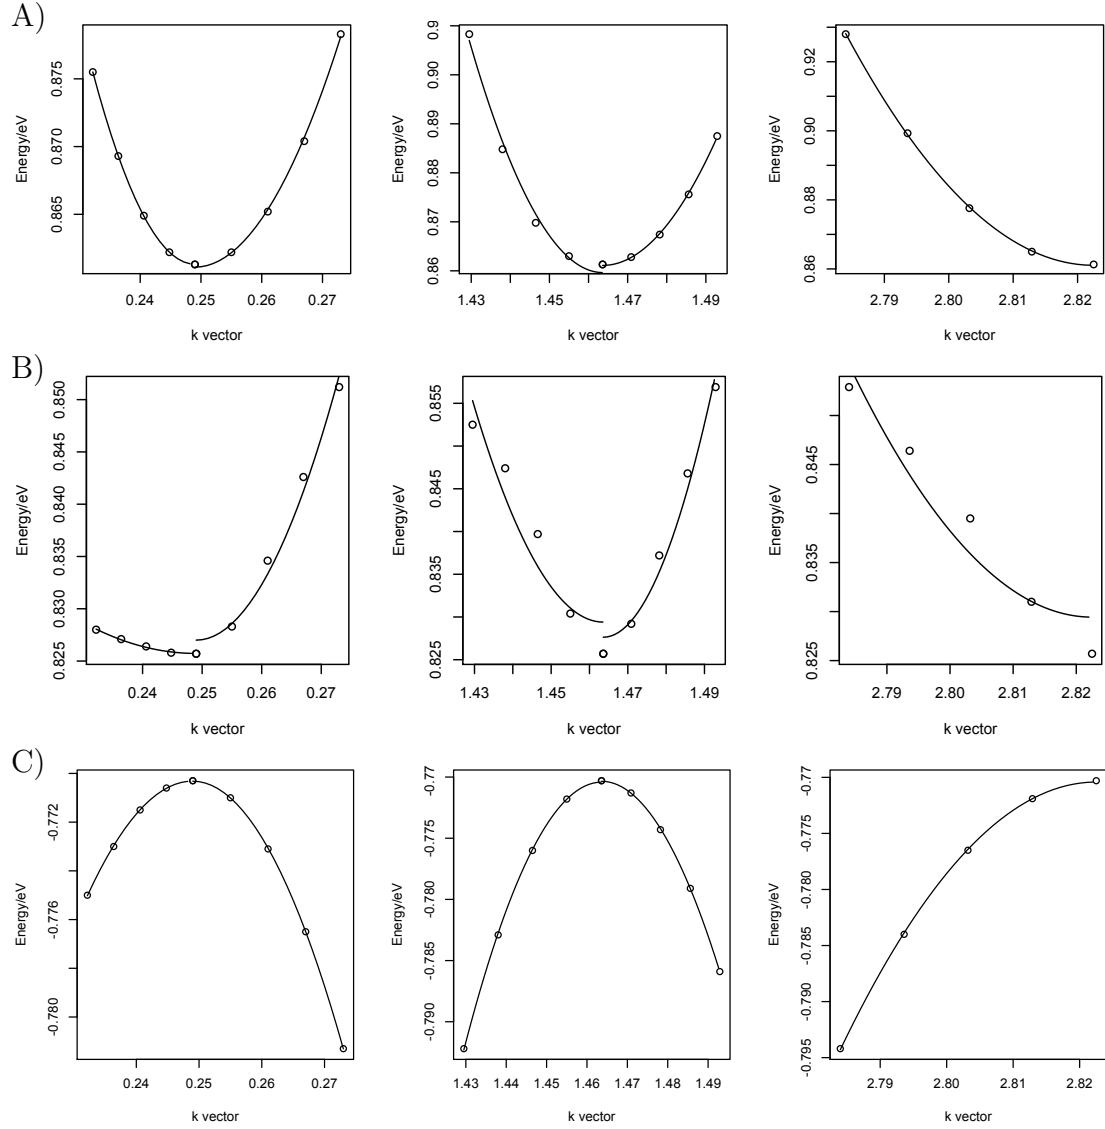 A)
Energy/eV
0.865 0.870 0.875
0.24 0.25 0.26 0.27
k vector
Energy/eV
0.86 0.87 0.88 0.89 0.90 0.9
1.43 1.45 1.47 1.49
k vector
Energy/eV
0.86 0.88 0.90 0.92
2.79 2.80 2.81 2.82
k vector
B)
Energy/eV
0.825 0.830 0.835 0.840 0.845 0.850
0.24 0.25 0.26 0.27
k vector
Energy/eV
0.825 0.835 0.845 0.855
1.43 1.45 1.47 1.49
k vector
Energy/eV
0.825 0.835 0.845
2.79 2.80 2.81 2.82
k vector
C)
Energy/eV
-0.780 -0.776 -0.772
0.24 0.25 0.26 0.27
k vector
Energy/eV
-0.790 -0.785 -0.780 -0.775 -0.77
1.43 1.44 1.45 1.46 1.47 1.48 1.49
k vector
Energy/eV
-0.795 -0.790 -0.785 -0.780 -0.775 -0.77
2.79 2.80 2.81 2.82
k vector